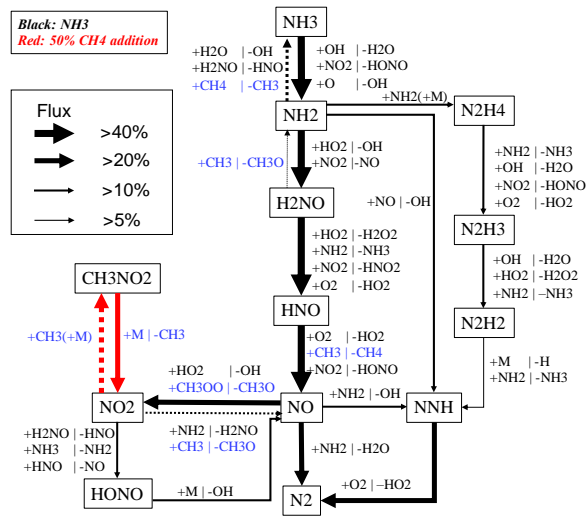 Black: NH3
Red: 50% CH4 addition
Flux
>40%
>20%
>10%
>5%
NH3
+H2O | -OH
+H2NO | -HNO
+CH4 | -CH3
+OH | -H2O
+NO2 | -HONO
+O | -OH
NH2
+NH2(+M)
N2H4
+CH3 | -CH3O
+HO2 | -OH
+NO2 | -NO
+NH2 | -NH3
+OH | -H2O
+NO2 | -HONO
+O2 | -HO2
H2NO
+NO | -OH
N2H3
+HO2 | -H2O2
+NH2 | -NH3
+NO2 | -HNO2
+O2 | -HO2
+OH | -H2O
+HO2 | -H2O2
+NH2 | –NH3
CH3NO2
HNO
N2H2
+CH3(+M)
+M | -CH3
+O2 | -HO2
+CH3 | -CH4
+NO2 | -HONO
+M | -H
+NH2 | -NH3
+HO2 | -OH
+CH3OO | -CH3O
NO2
NO
+NH2 | -OH
NNH
+H2NO | -HNO
+NH3 | -NH2
+HNO | -NO
+NH2 | -H2NO
+CH3 | -CH3O
+NH2 | -H2O
HONO
+M | -OH
N2
+O2 | –HO2